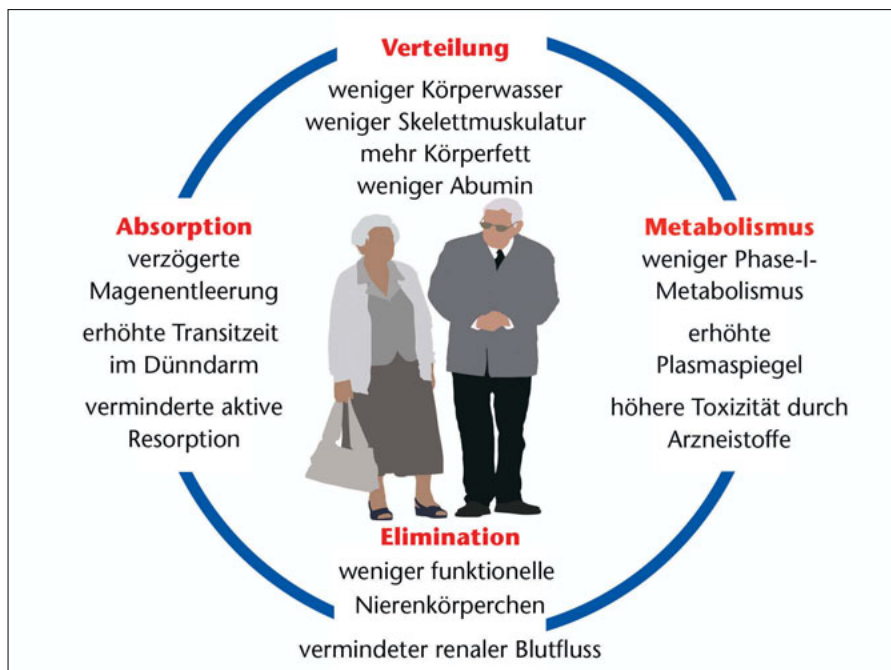 Verteilung
weniger Körperwasser
weniger Skelettmuskulatur
mehr Körperfett
weniger Abumin
Absorption
verzögerte
Magenentleerung
erhöhte Transitzeit
im Dünndarm
verminderte aktive
Resorption
Metabolismus
weniger Phase-I-
Metabolismus
erhöhte
Plasmaspiegel
höhere Toxizität durch
Arzneistoffe
Elimination
weniger funktionelle
Nierenkörperchen
vermindeter renaler Blutfluss